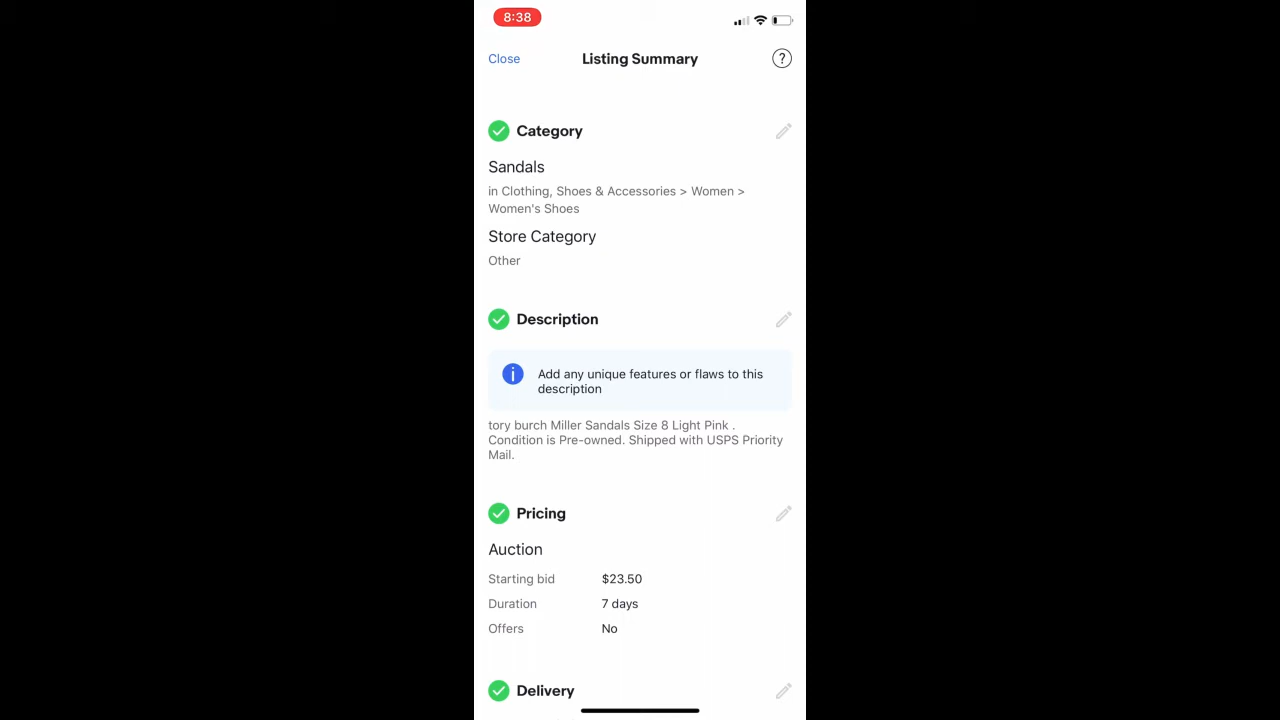 8:38
Close
Listing Summary
?
Category
Sandals
in Clothing, Shoes & Accessories > Women >
Women's Shoes
Store Category
Other
Description
i
Add any unique features or flaws to this
description
tory burch Miller Sandals Size 8 Light Pink .
Condition is Pre-owned. Shipped with USPS Priority
Mail.
Pricing
Auction
Starting bid $23.50
Duration 7 days
Offers No
Delivery